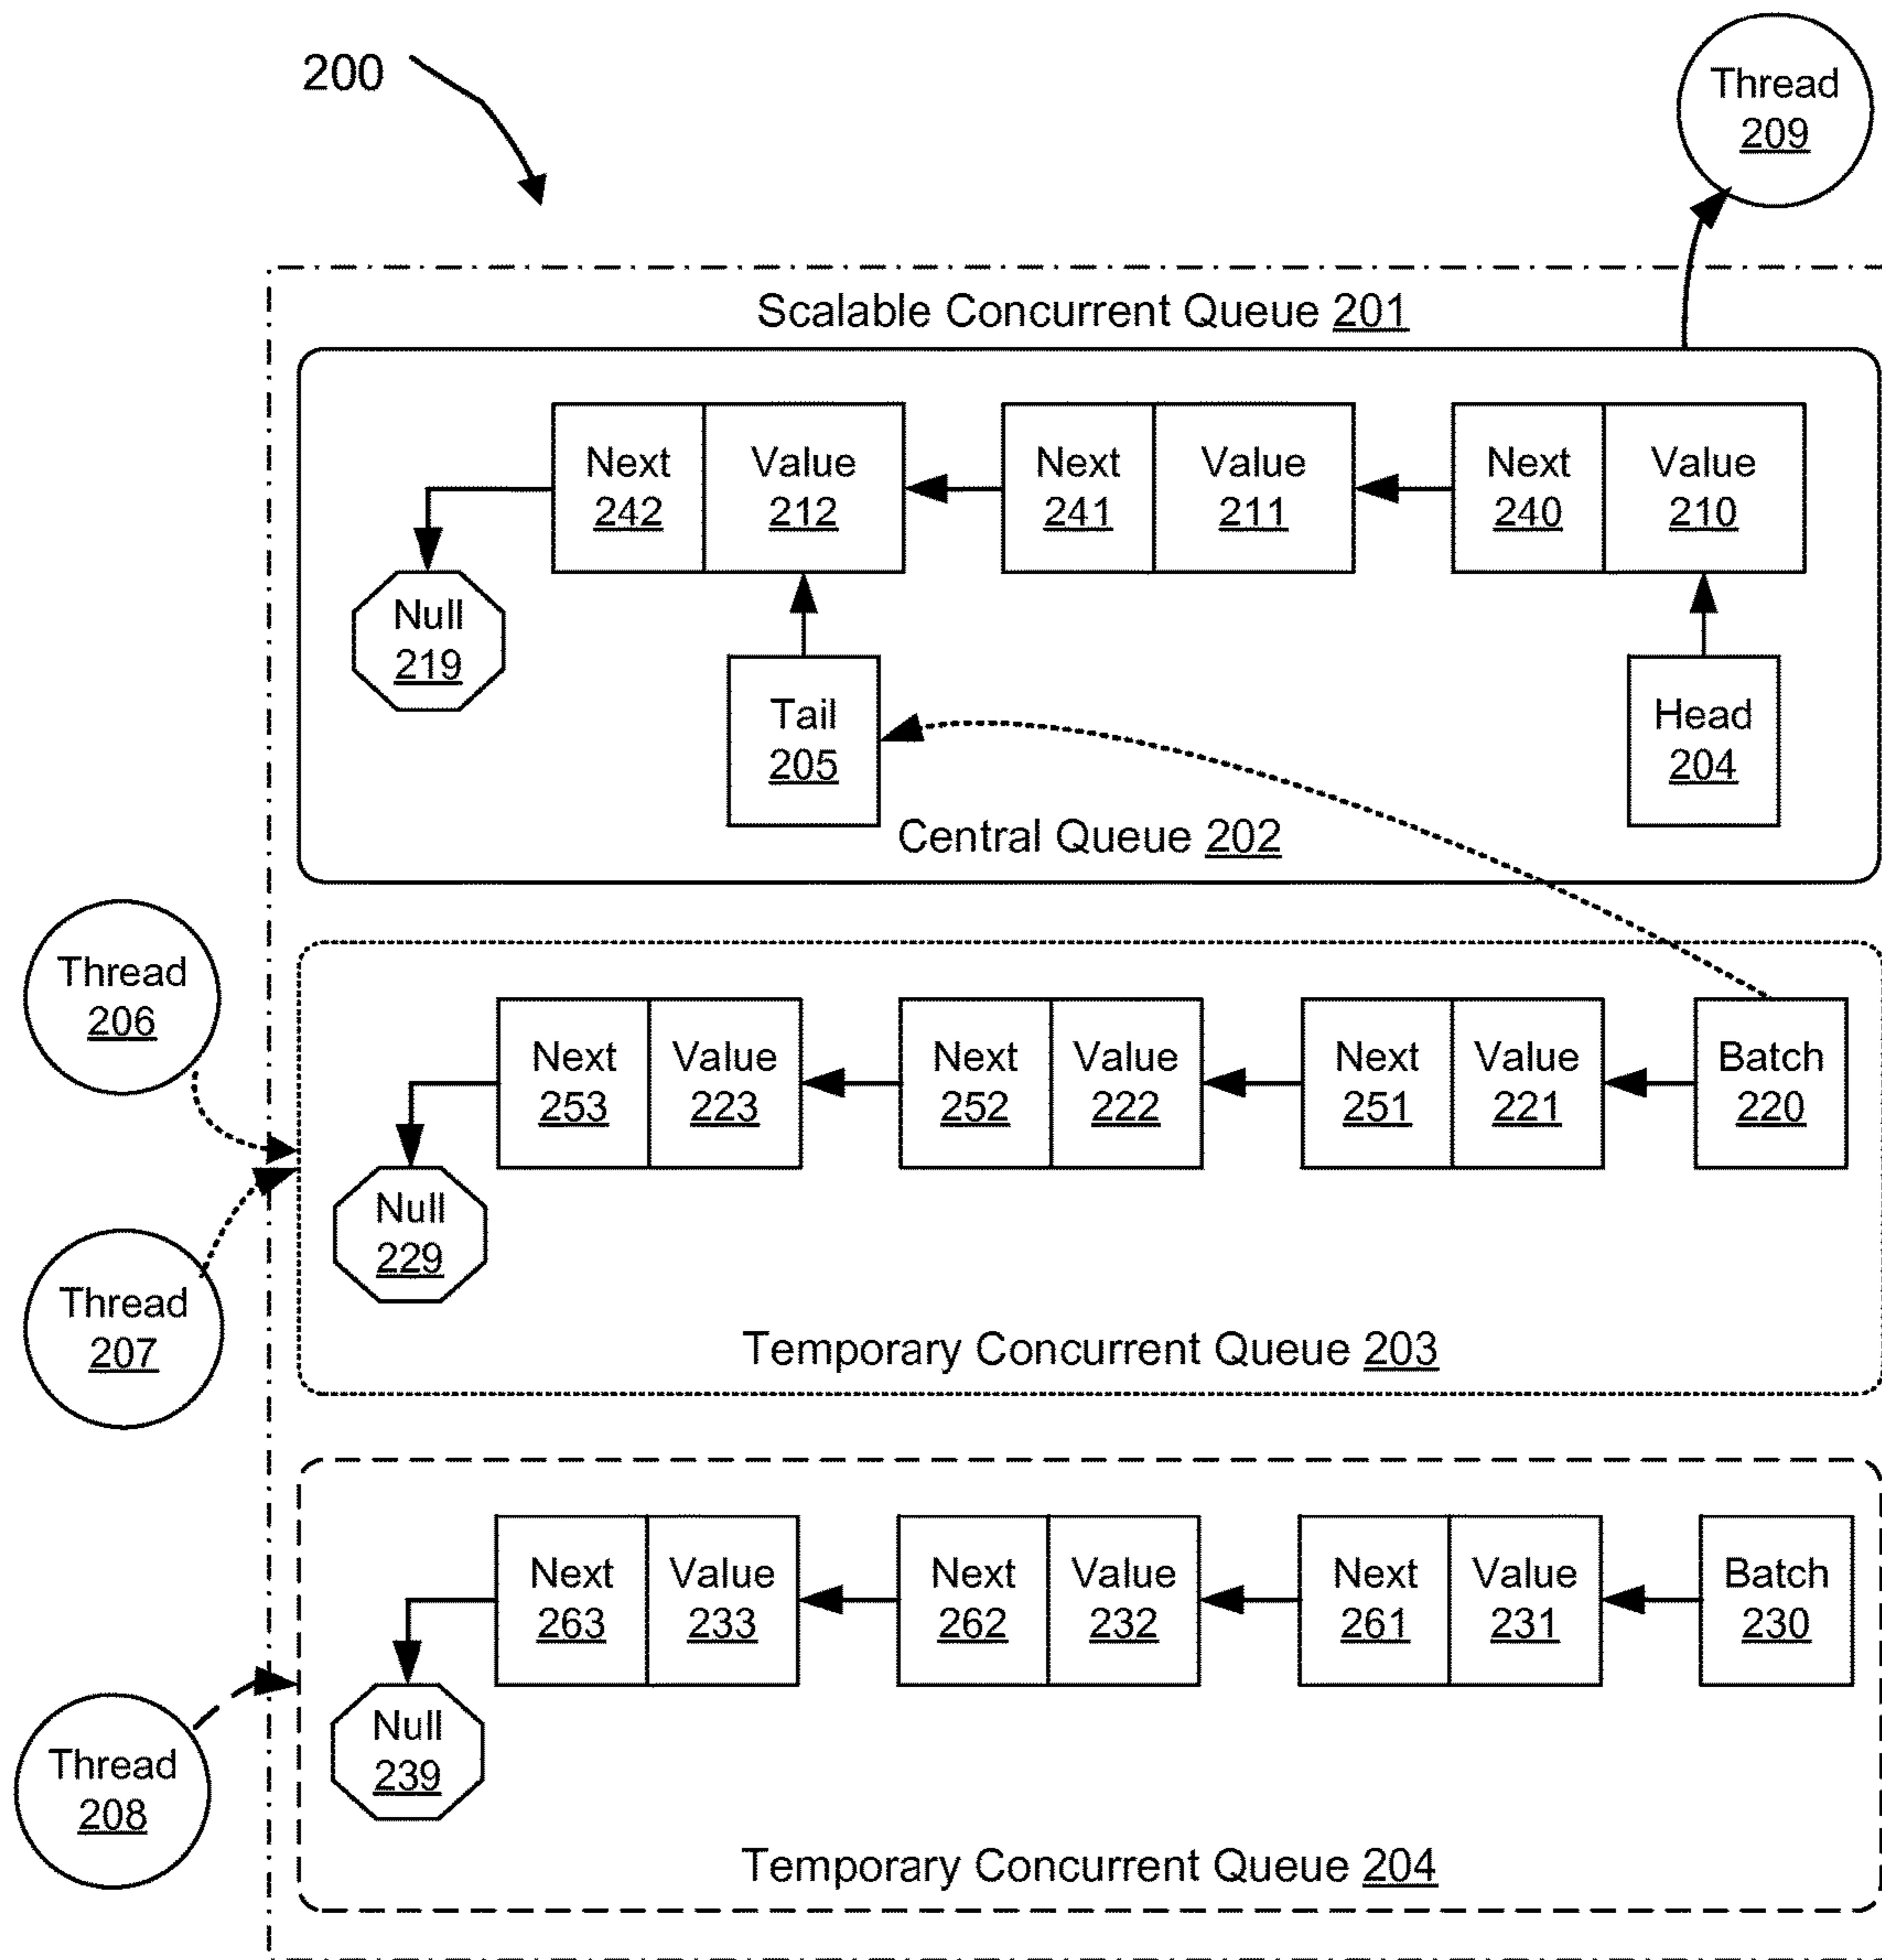 200
Thread
209
Scalable Concurrent Queue 201
Next
242
Value
212
Next
241
Value
211
Next
240
Value
210
Null
219
Tail
205
Head
204
Central Queue 202
Thread
206
Next
253
Value
223
Next
252
Value
222
Next
251
Value
221
Batch
220
Null
229
Thread
207
Temporary Concurrent Queue 203
Next
263
Value
233
Next
262
Value
232
Next
261
Value
231
Batch
230
Null
239
Thread
208
Temporary Concurrent Queue 204